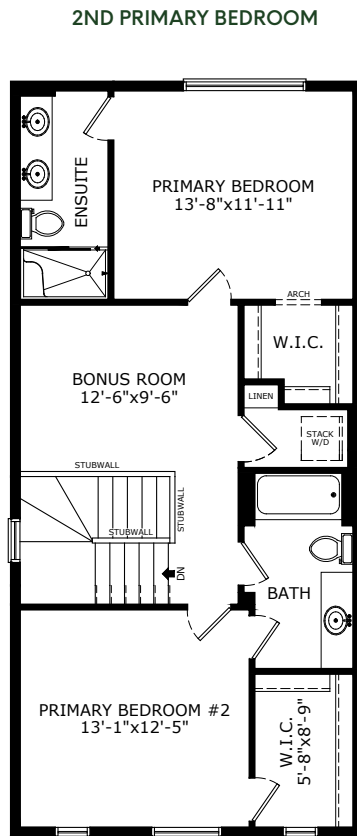 2ND PRIMARY BEDROOM
ENSUITE
PRIMARY BEDROOM
13'-8"x11'-11"
ARCH
W.I.C.
BONUS ROOM
12'-6"x9'-6"
LINEN
STACK
W/D
STUBWALL
STUBWALL
STUBWALL
DN
BATH
PRIMARY BEDROOM #2
13'-1"x12'-5"
W.I.C.
5'-8"x8'-9"